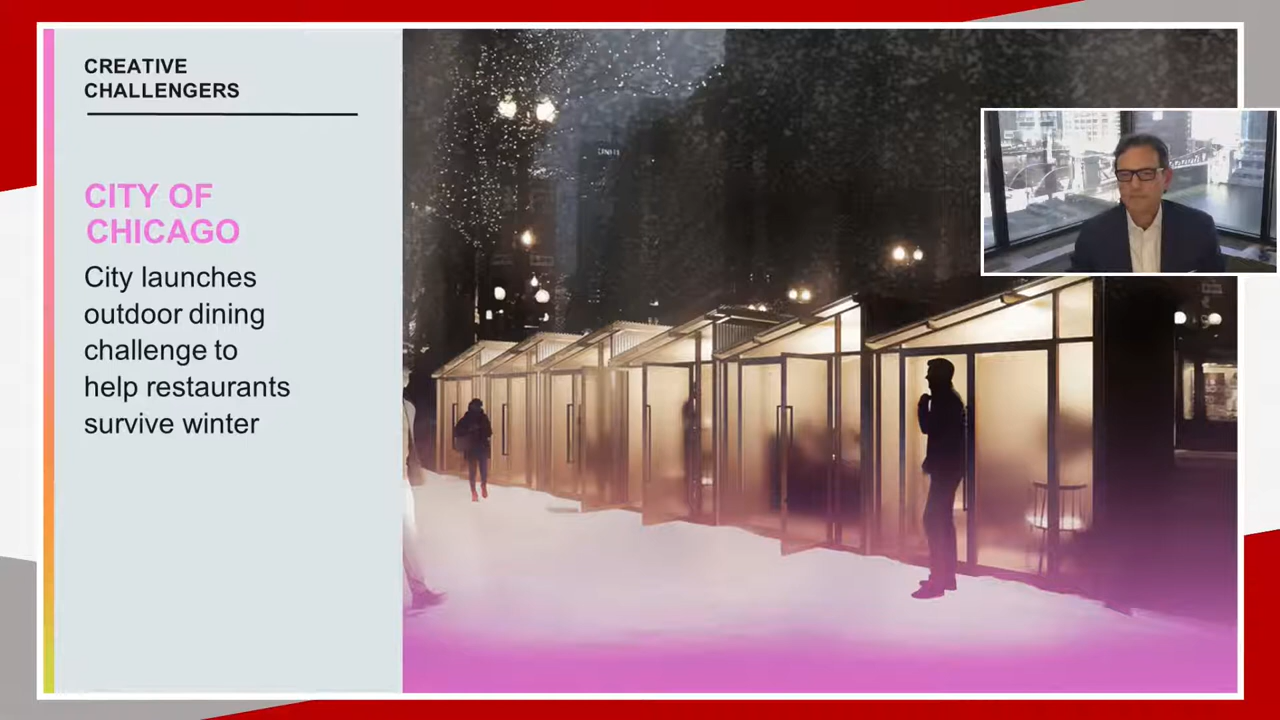 CREATIVE
CHALLENGERS
CITY OF
CHICAGO
City launches
outdoor dining
challenge to
help restaurants
survive winter